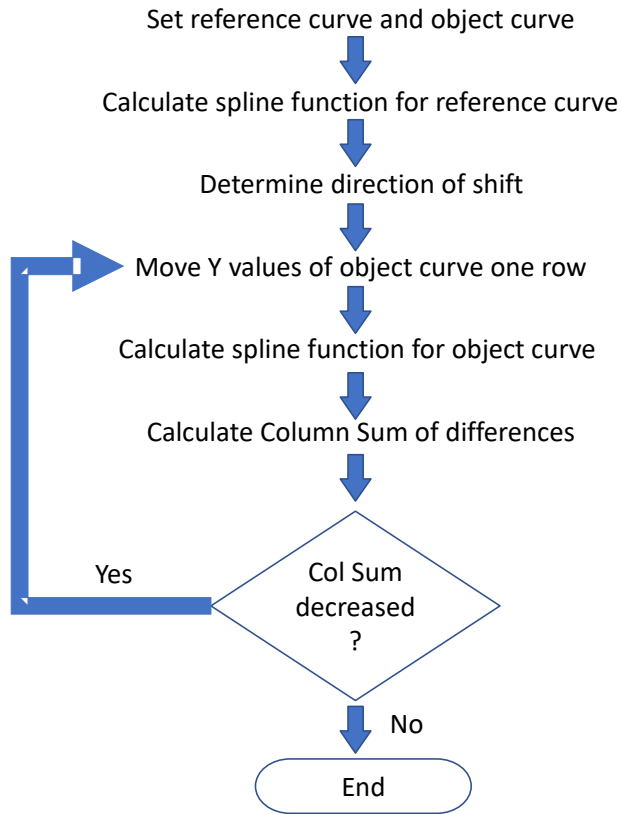 Set reference curve and object curve
Calculate spline function for reference curve
Determine direction of shift
Move Y values of object curve one row
Calculate spline function for object curve
Calculate Column Sum of differences
Col Sum
decreased
?
Yes
No
End